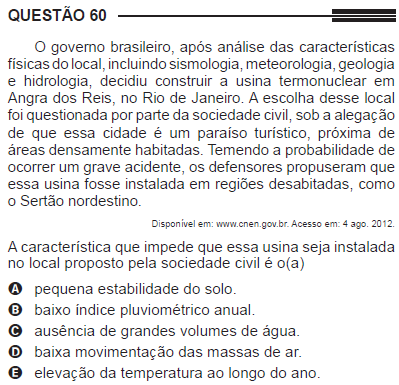 QUESTÃO 60
O governo brasileiro, após análise das características
físicas do local, incluindo sismologia, meteorologia, geologia
e hidrologia, decidiu construir a usina termonuclear em
Angra dos Reis, no Rio de Janeiro. A escolha desse local
foi questionada por parte da sociedade civil, sob a alegação
de que essa cidade é um paraíso turístico, próxima de
áreas densamente habitadas. Temendo a probabilidade de
ocorrer um grave acidente, os defensores propuseram que
essa usina fosse instalada em regiões desabitadas, como
o Sertão nordestino.
Disponível em: www.cnen.gov.br. Acesso em: 4 ago. 2012.
A característica que impede que essa usina seja instalada
no local proposto pela sociedade civil é o(a)
A pequena estabilidade do solo.
B baixo índice pluviométrico anual.
C ausência de grandes volumes de água.
D baixa movimentação das massas de ar.
E elevação da temperatura ao longo do ano.